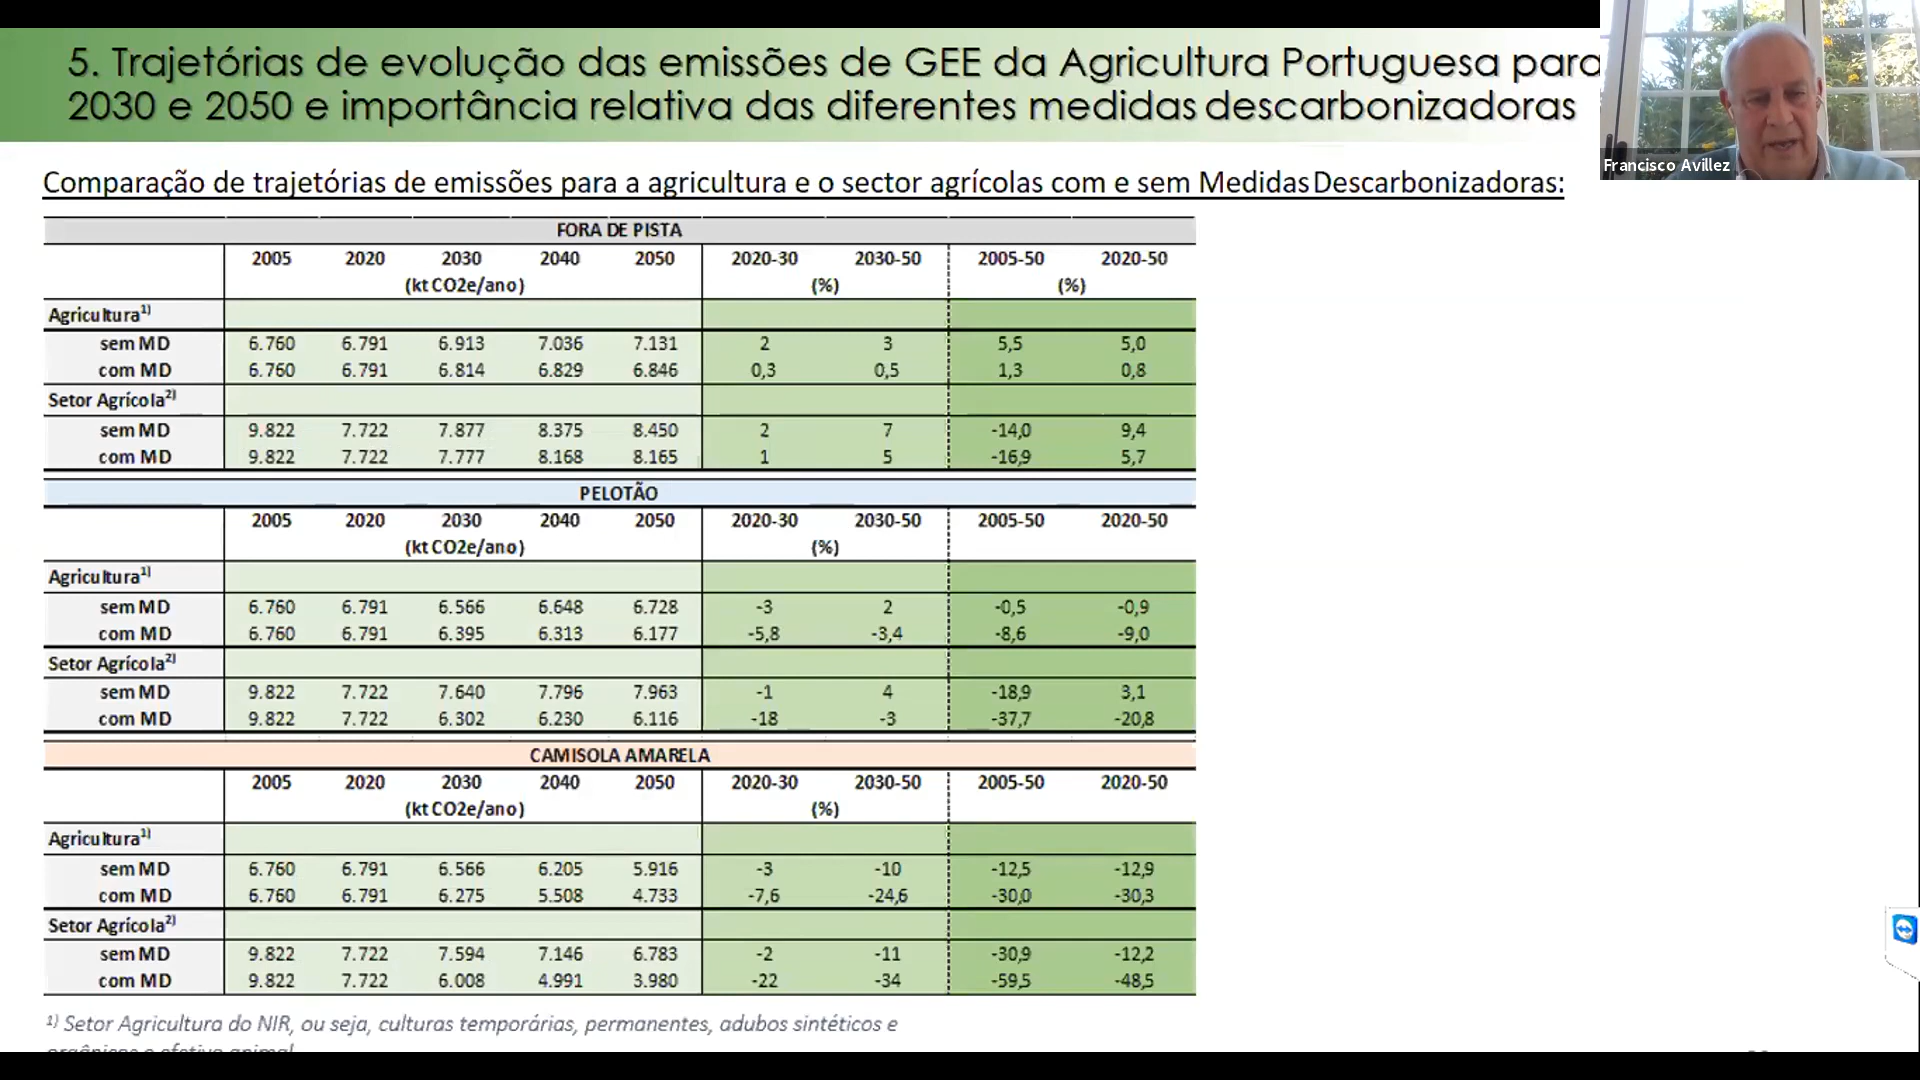 5. Trajetórias de evolução das emissões de GEE da Agricultura Portuguesa para
2030 e 2050 e importância relativa das diferentes medidas descarbonizadoras
Francisco Avillez
Comparação de trajetórias de emissões para a agricultura e o sector agrícolas com e sem Medidas Descarbonizadoras:
FORA DE PISTA
2005 2020 2030 2040 2050 2020-30 2030-50 2005-50 2020-50
(kt CO2e/ano) (%) (%)
Agricultura1)
sem MD 6.760 6.791 6.913 7.036 7.131 2 3 5,5 5,0
com MD 6.760 6.791 6.814 6.829 6.846 0,3 0,5 1,3 0,8
Setor Agrícola2)
sem MD 9.822 7.722 7.877 8.375 8.450 2 7 -14,0 9,4
com MD 9.822 7.722 7.777 8.168 8.165 1 5 -16,9 5,7
PELOTÃO
2005 2020 2030 2040 2050 2020-30 2030-50 2005-50 2020-50
(kt CO2e/ano) (%)
Agricultura1)
sem MD 6.760 6.791 6.566 6.648 6.728 -3 2 -0,5 -0,9
com MD 6.760 6.791 6.395 6.313 6.177 -5,8 -3,4 -8,6 -9,0
Setor Agrícola2)
sem MD 9.822 7.722 7.640 7.796 7.963 -1 4 -18,9 3,1
com MD 9.822 7.722 6.302 6.230 6.116 -18 -3 -37,7 -20,8
CAMISOLA AMARELA
2005 2020 2030 2040 2050 2020-30 2030-50 2005-50 2020-50
(kt CO2e/ano) (%)
Agricultura1)
sem MD 6.760 6.791 6.566 6.205 5.916 -3 -10 -12,5 -12,9
com MD 6.760 6.791 6.275 5.508 4.733 -7,6 -24,6 -30,0 -30,3
Setor Agrícola2)
sem MD 9.822 7.722 7.594 7.146 6.783 -2 -11 -30,9 -12,2
com MD 9.822 7.722 6.008 4.991 3.980 -22 -34 -59,5 -48,5
1) Setor Agricultura do NIR, ou seja, culturas temporárias, permanentes, adubos sintéticos e